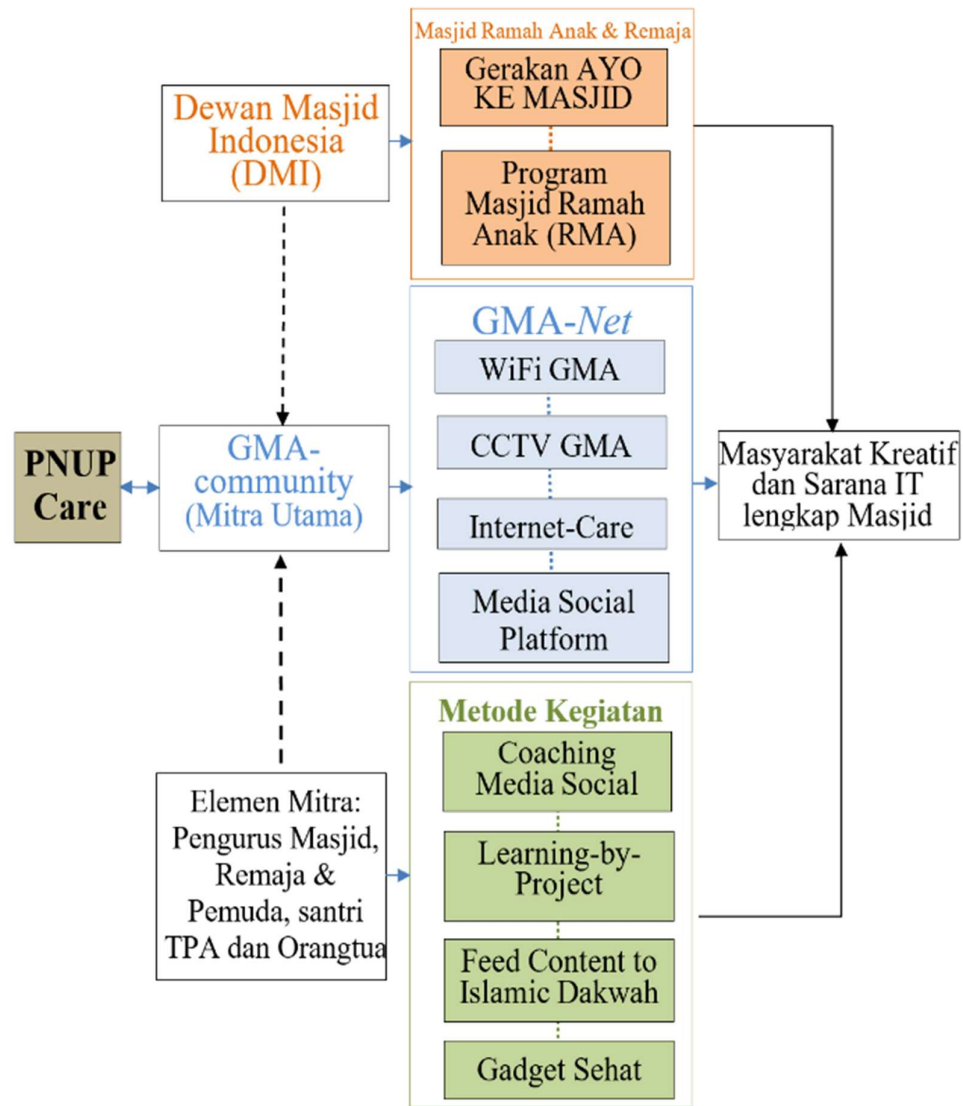 Masjid Ramah Anak & Remaja
Gerakan AYO
KE MASJID
Program
Masjid Ramah
Anak (RMA)
Dewan Masjid
Indonesia
(DMI)
GMA-Net
WiFi GMA
CCTV GMA
Internet-Care
Media Social
Platform
PNUP
Care
GMA-
community
(Mitra Utama)
Masyarakat Kreatif
dan Sarana IT
lengkap Masjid
Metode Kegiatan
Coaching
Media Social
Learning-by-
Project
Feed Content to
Islamic Dakwah
Gadget Sehat
Elemen Mitra:
Pengurus Masjid,
Remaja &
Pemuda, santri
TPA dan Orangtua